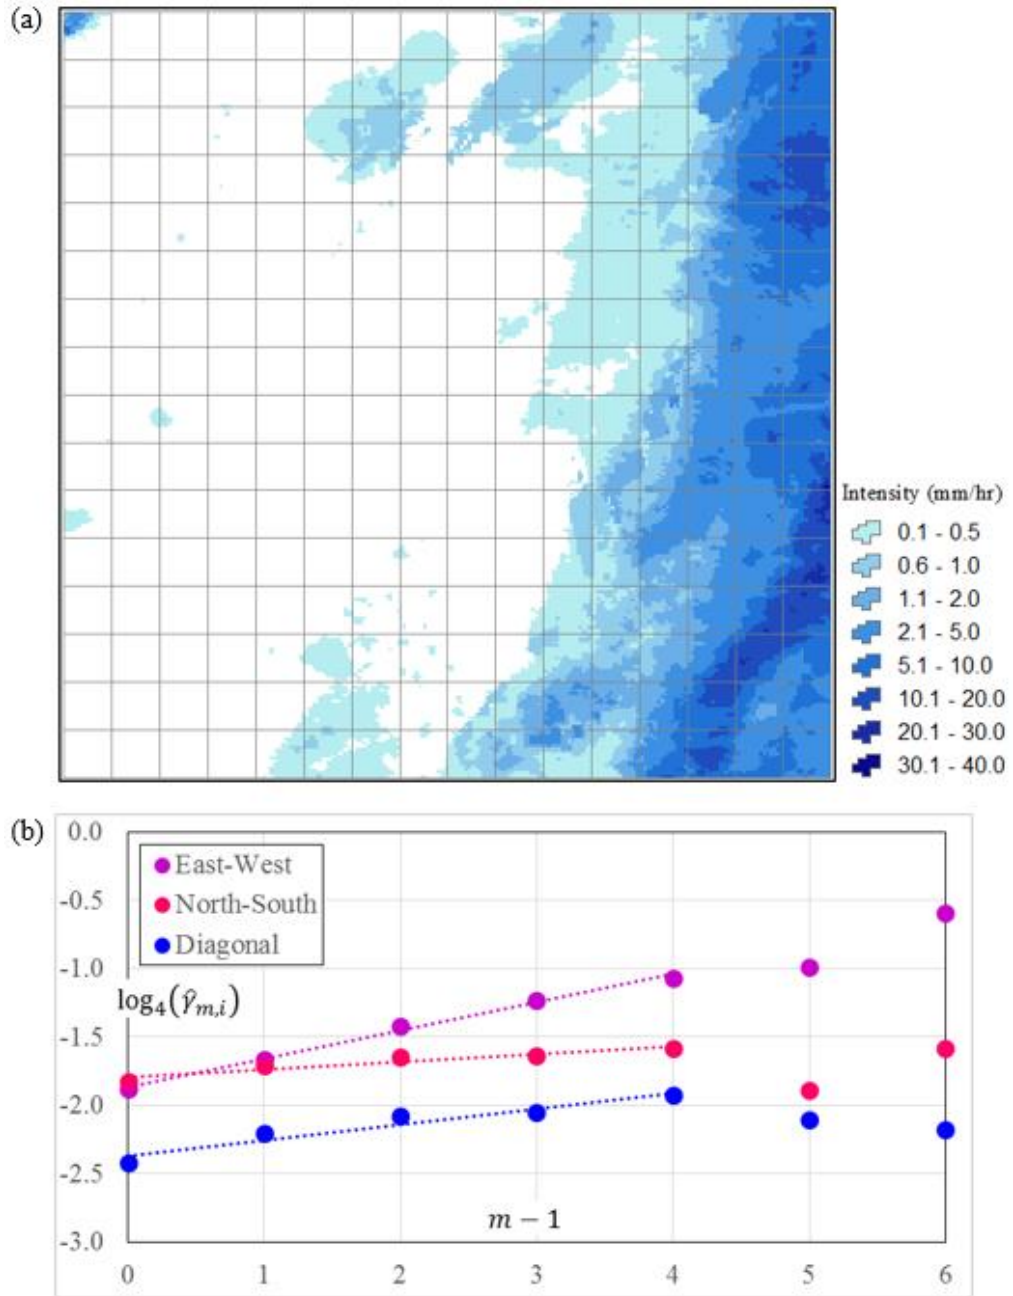 (a)
Intensity (mm/hr)
0.1 - 0.5
0.6 - 1.0
1.1 - 2.0
2.1 - 5.0
5.1 - 10.0
10.1 - 20.0
20.1 - 30.0
30.1 - 40.0
(b)
0.0
-0.5
-1.0
-1.5
-2.0
-2.5
-3.0
East-West
North-South
Diagonal
log₄(γ̂ₘ,ᵢ)
m − 1
0 1 2 3 4 5 6